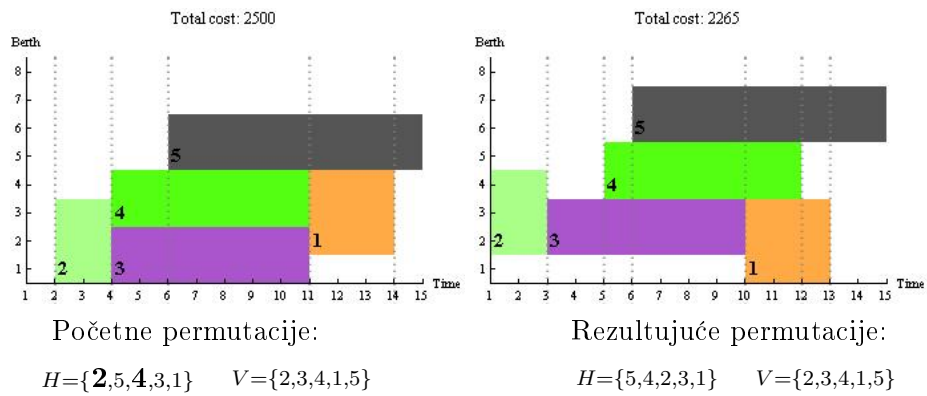 Total cost: 2500
Berth
8
7
6
5
4
3
2
1
5
4
3
2
1
1 2 3 4 5 6 7 8 9 10 11 12 13 14 15
Time
Početne permutacije:
H={2,5,4,3,1} V={2,3,4,1,5}
Total cost: 2265
Berth
8
7
6
5
4
3
2
1
5
4
2
3
1
1 2 3 4 5 6 7 8 9 10 11 12 13 14 15
Time
Rezultujuće permutacije:
H={5,4,2,3,1} V={2,3,4,1,5}